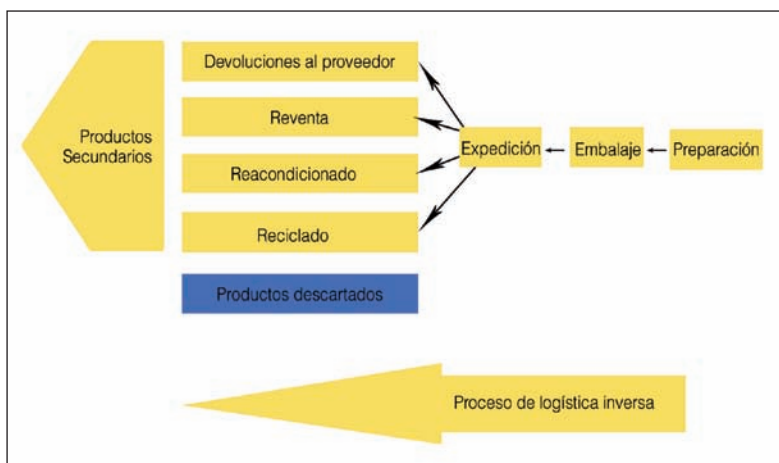 Productos
Secundarios
Devoluciones al proveedor
Reventa
Reacondicionado
Reciclado
Productos descartados
Expedición
Embalaje
Preparación
Proceso de logística inversa